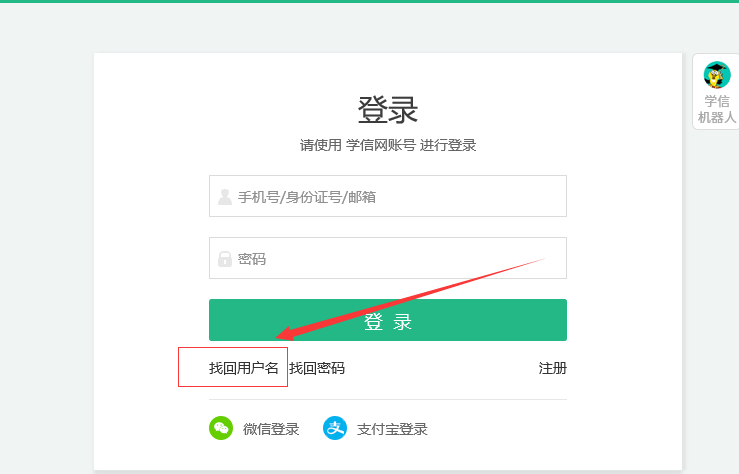 登录
请使用 学信网账号 进行登录
学信
机器人
手机号/身份证号/邮箱
密码
登 录
找回用户名 找回密码 注册
微信登录 支付宝登录